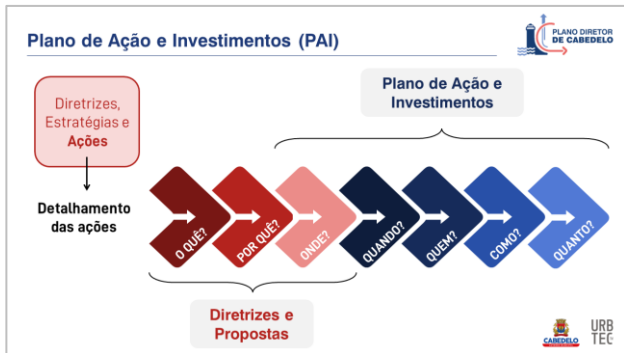 Plano de Ação e Investimentos (PAI)
PLANO DIRETOR
DE CABEDELO
Diretrizes,
Estratégias e
Ações
Detalhamento
das ações
Plano de Ação e
Investimentos
O QUÊ?
POR QUÊ?
ONDE?
QUANDO?
QUEM?
COMO?
QUANTO?
Diretrizes e
Propostas
CABEDELO
URB
TEC